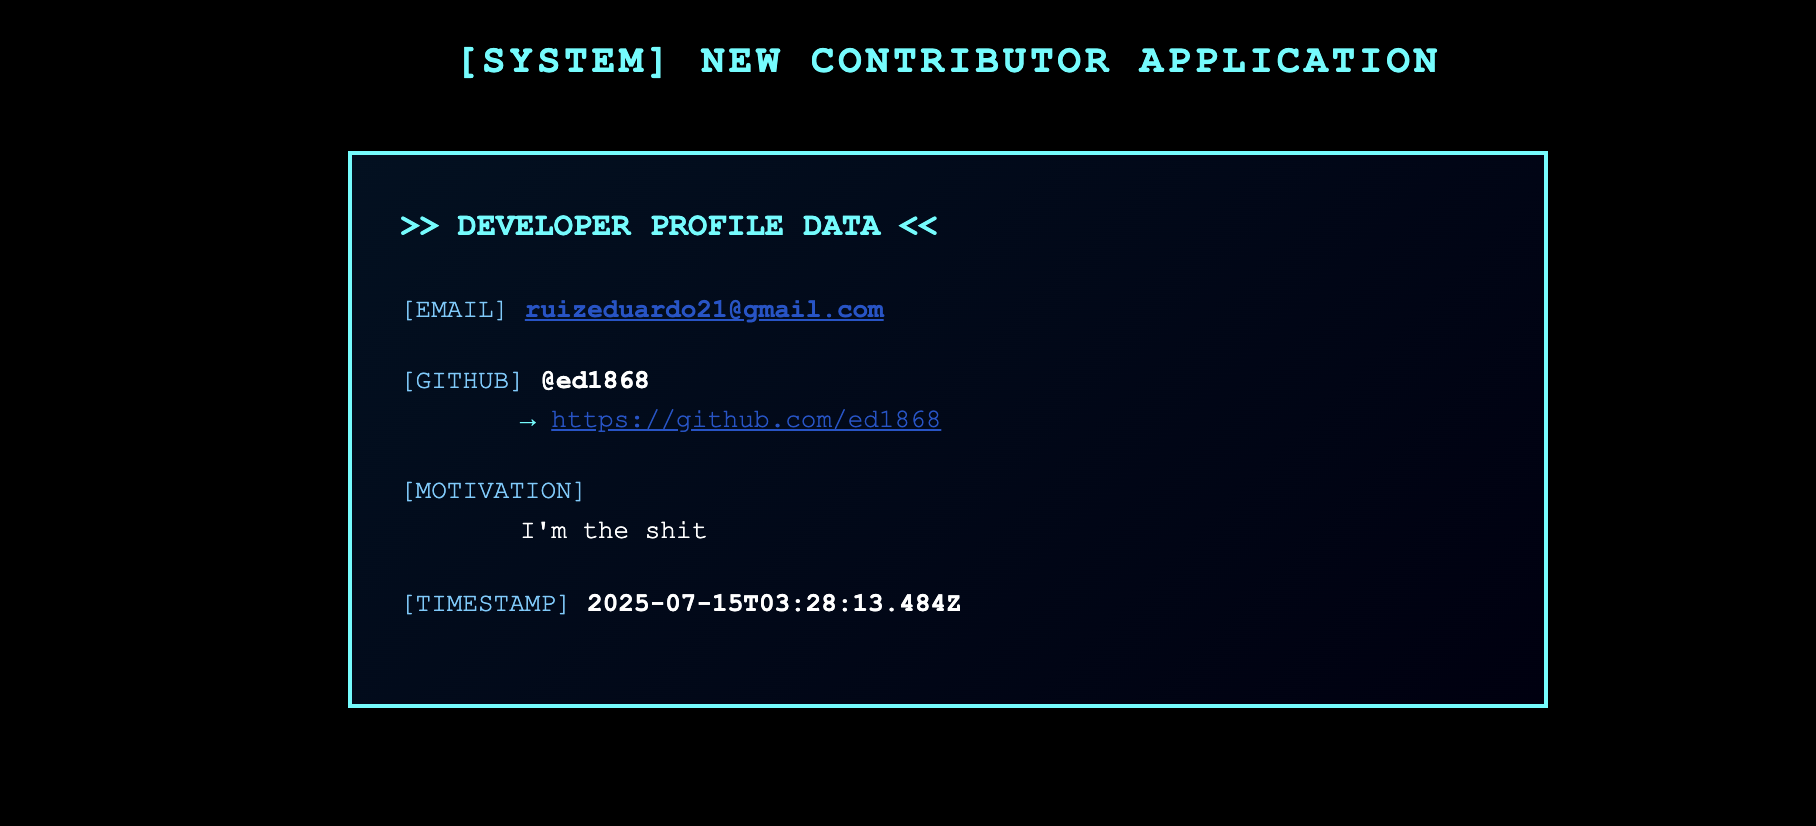 [SYSTEM] NEW CONTRIBUTOR APPLICATION
>> DEVELOPER PROFILE DATA <<
[EMAIL] ruizeduardo21@gmail.com
[GITHUB] @ed1868
→ https://github.com/ed1868
[MOTIVATION]
I'm the shit
[TIMESTAMP] 2025-07-15T03:28:13.484Z